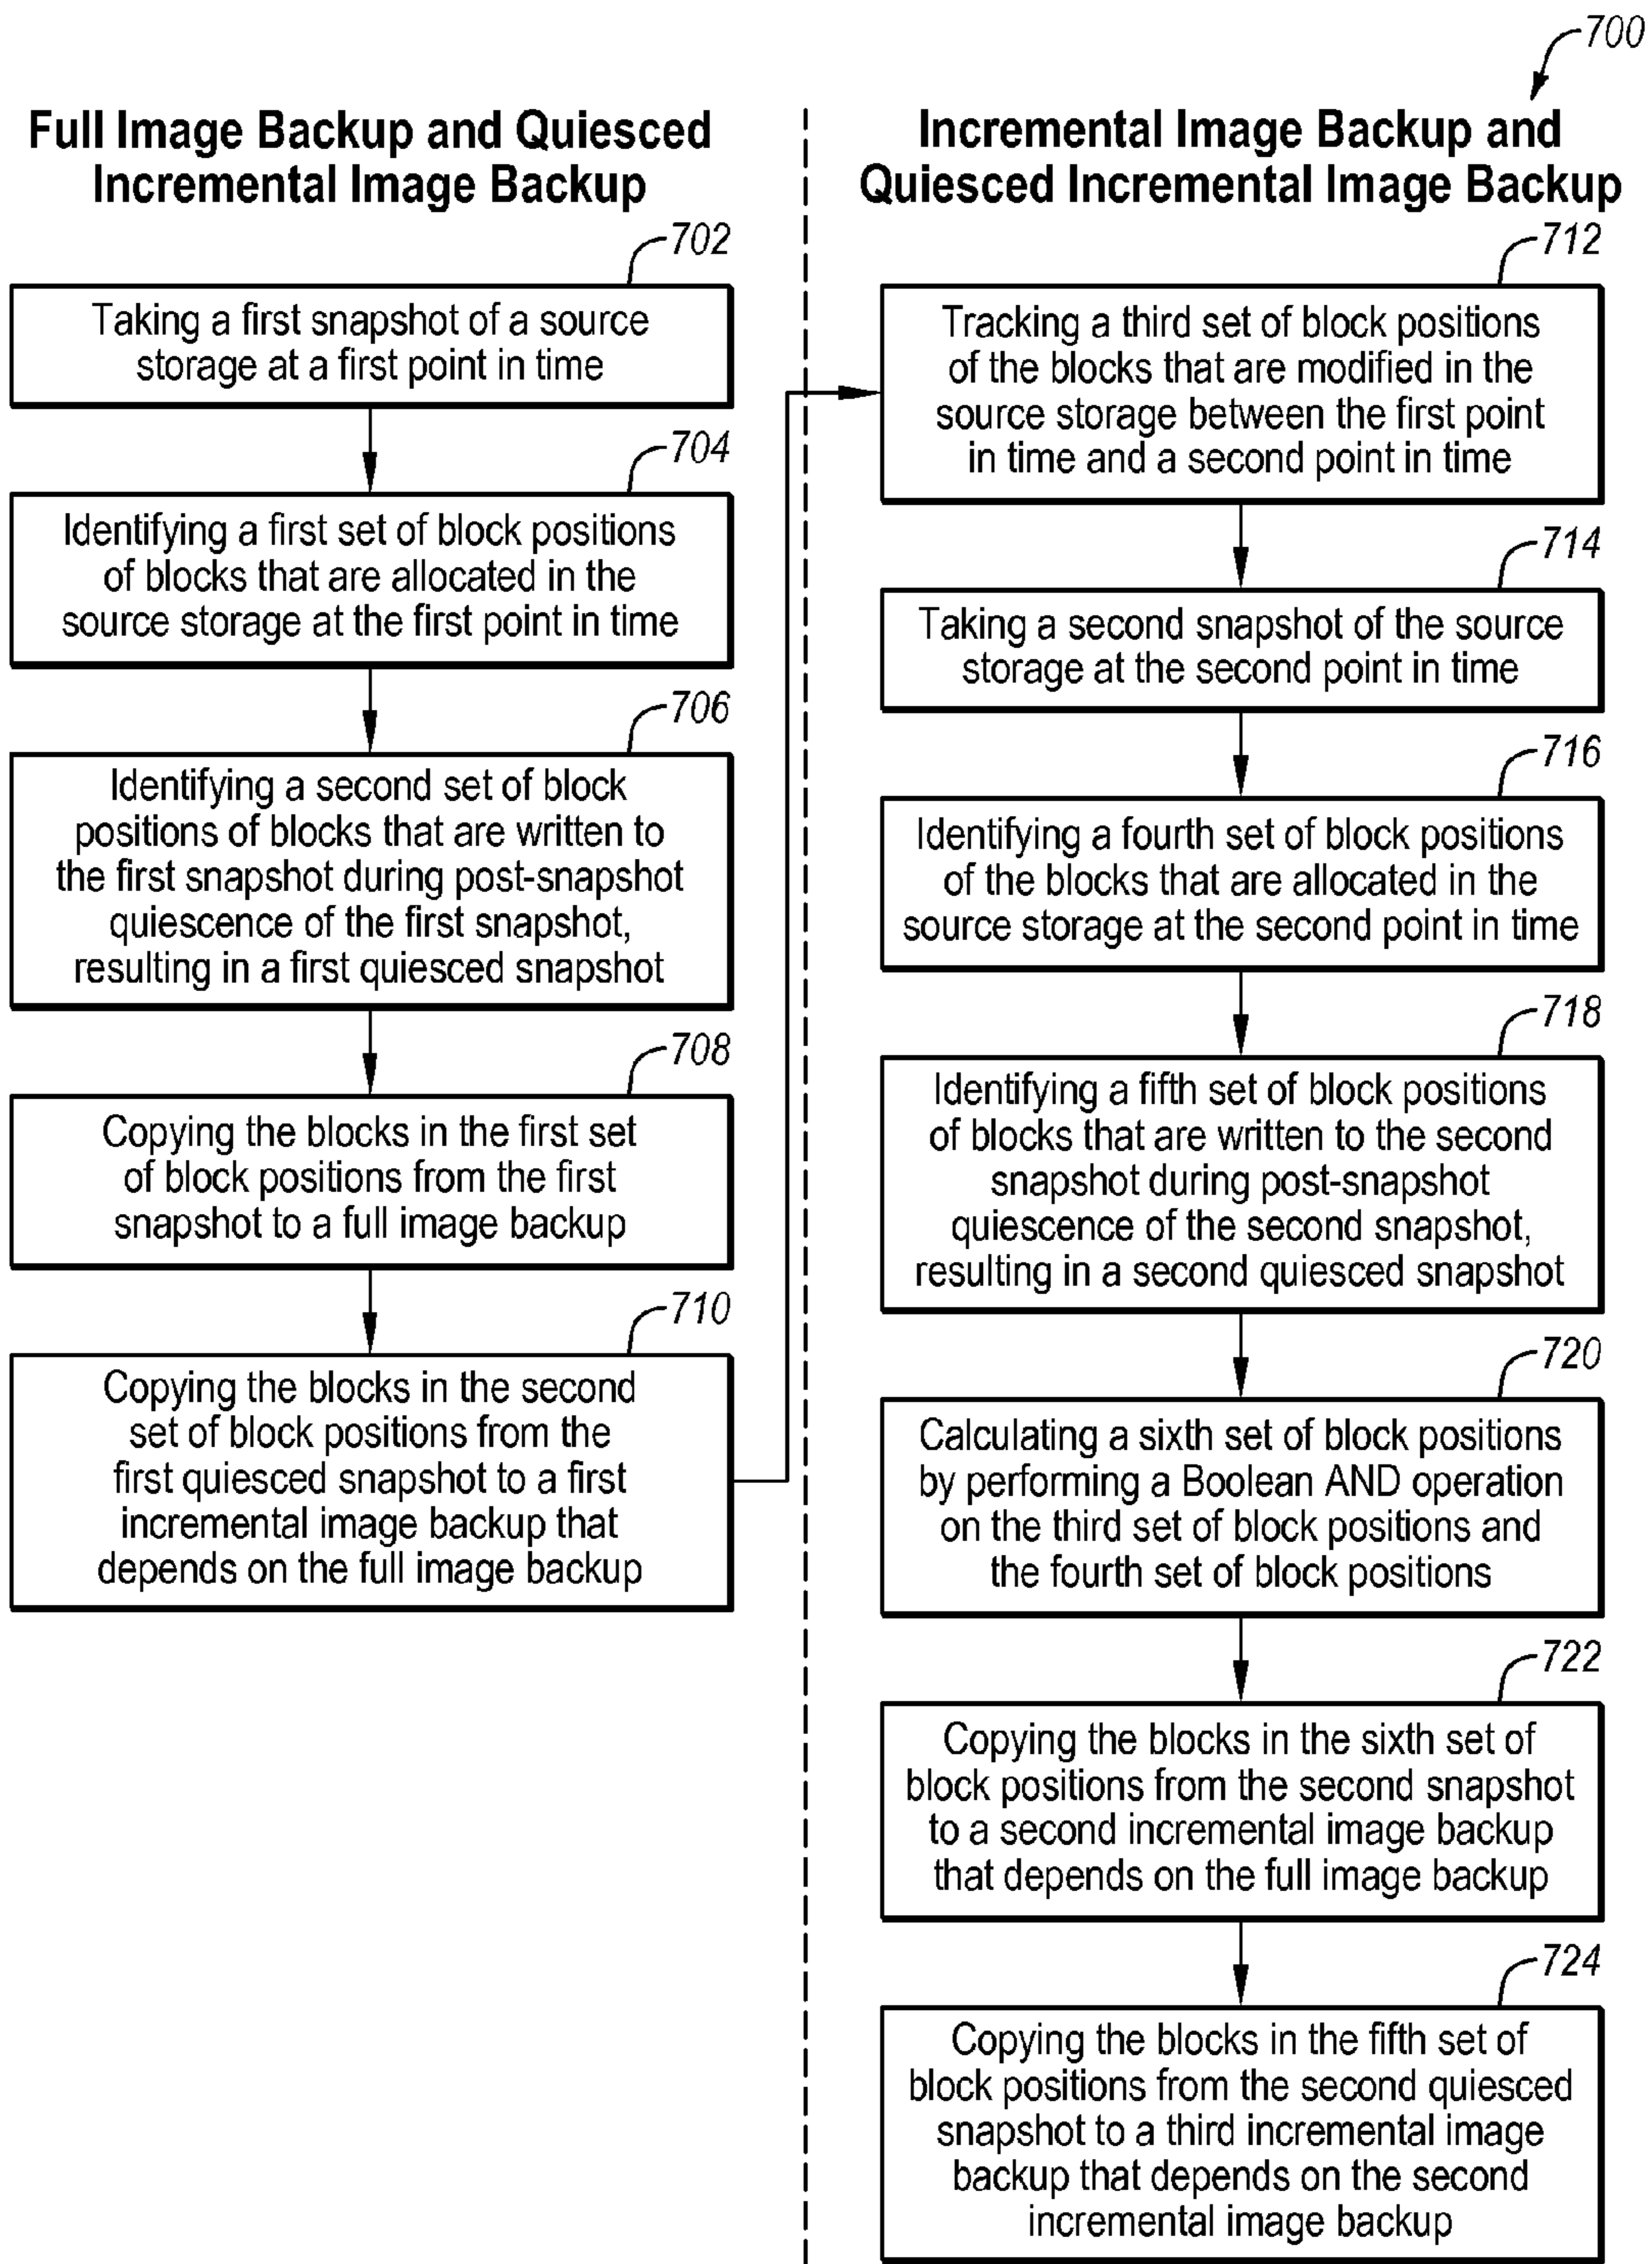 700
Full Image Backup and Quiesced
Incremental Image Backup
702
Taking a first snapshot of a source
storage at a first point in time
704
Identifying a first set of block positions
of blocks that are allocated in the
source storage at the first point in time
706
Identifying a second set of block
positions of blocks that are written to
the first snapshot during post-snapshot
quiescence of the first snapshot,
resulting in a first quiesced snapshot
708
Copying the blocks in the first set
of block positions from the first
snapshot to a full image backup
710
Copying the blocks in the second
set of block positions from the
first quiesced snapshot to a first
incremental image backup that
depends on the full image backup
Incremental Image Backup and
Quiesced Incremental Image Backup
712
Tracking a third set of block positions
of the blocks that are modified in the
source storage between the first point
in time and a second point in time
714
Taking a second snapshot of the source
storage at the second point in time
716
Identifying a fourth set of block positions
of the blocks that are allocated in the
source storage at the second point in time
718
Identifying a fifth set of block positions
of blocks that are written to the second
snapshot during post-snapshot
quiescence of the second snapshot,
resulting in a second quiesced snapshot
720
Calculating a sixth set of block positions
by performing a Boolean AND operation
on the third set of block positions and
the fourth set of block positions
722
Copying the blocks in the sixth set of
block positions from the second snapshot
to a second incremental image backup
that depends on the full image backup
724
Copying the blocks in the fifth set of
block positions from the second quiesced
snapshot to a third incremental image
backup that depends on the second
incremental image backup